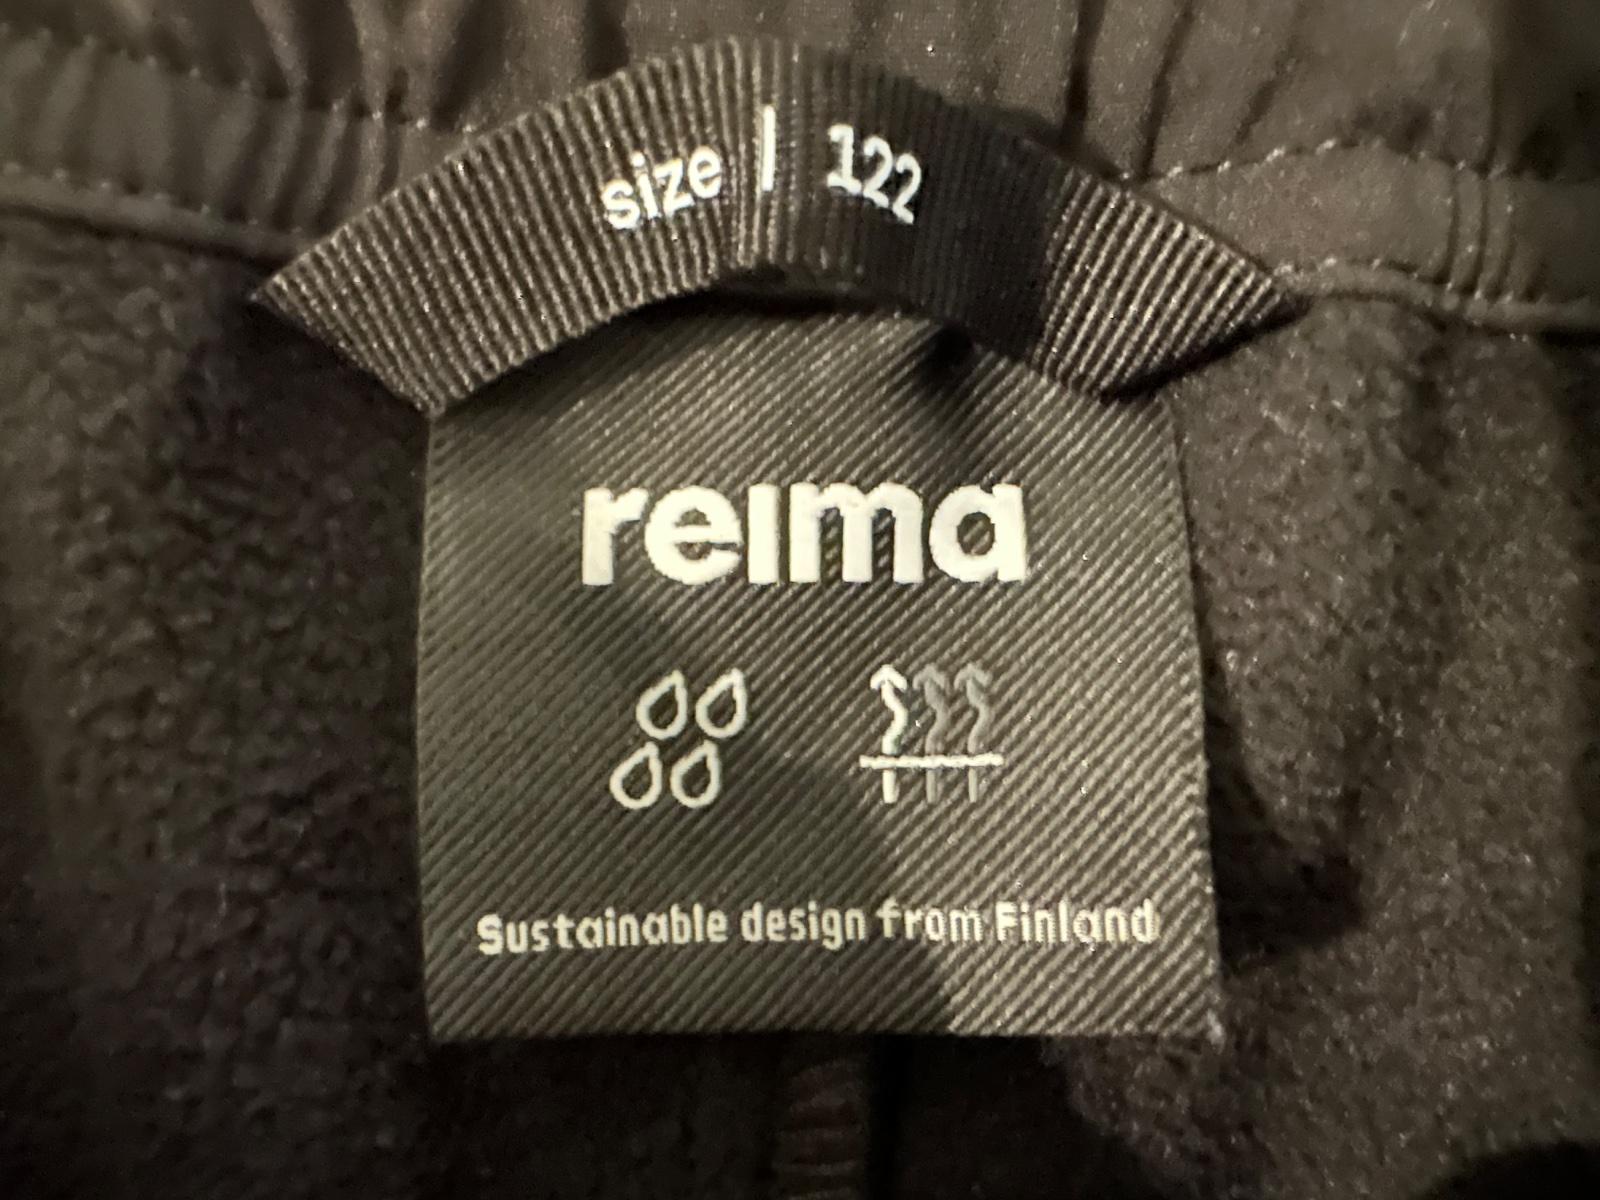 size | 122
reima
Sustainable design from Finland